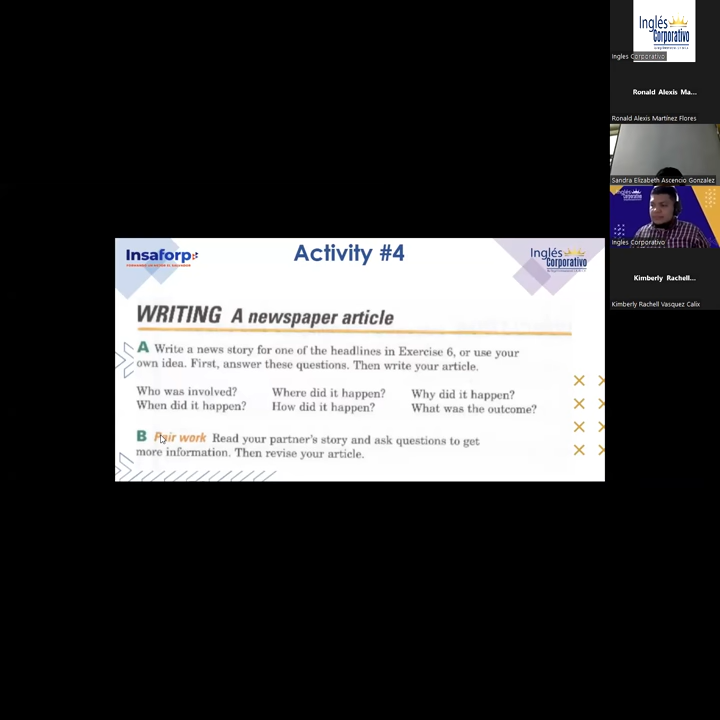 Insaforp
Activity #4
Inglés
Corporativo
WRITING A newspaper article
A Write a news story for one of the headlines in Exercise 6, or use your
own idea. First, answer these questions. Then write your article.
Who was involved? Where did it happen? Why did it happen?
When did it happen? How did it happen? What was the outcome?
B Pair work Read your partner's story and ask questions to get
more information. Then revise your article.
Inglés
Corporativo
Ingles Corporativo
Ronald Alexis Ma...
Ronald Alexis Martínez Flores
Sandra Elizabeth Ascencio Gonzalez
Ingles Corporativo
Kimberly Rachell...
Kimberly Rachell Vasquez Calix